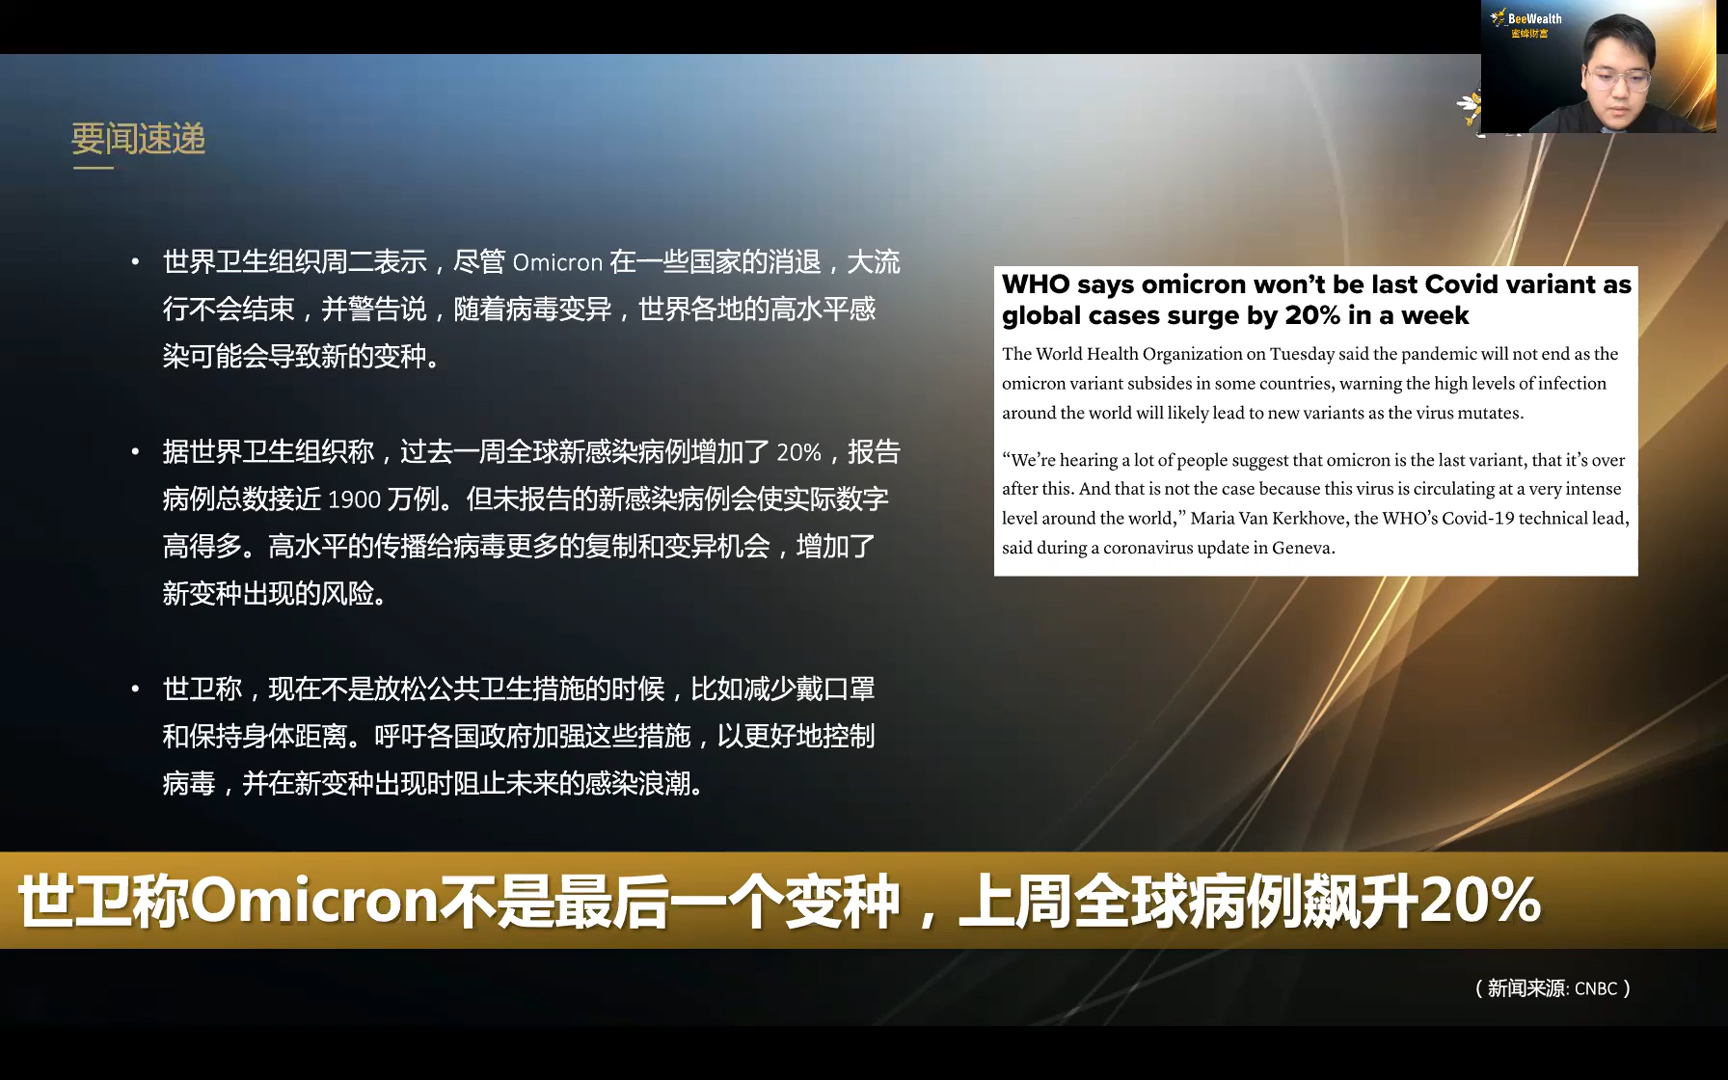 BeeWealth
蜜蜂财富
要闻速递
• 世界卫生组织周二表示，尽管 Omicron 在一些国家的消退，大流
行不会结束，并警告说，随着病毒变异，世界各地的高水平感
染可能会导致新的变种。
• 据世界卫生组织称，过去一周全球新感染病例增加了 20%，报告
病例总数接近 1900 万例。但未报告的新感染病例会使实际数字
高得多。高水平的传播给病毒更多的复制和变异机会，增加了
新变种出现的风险。
• 世卫称，现在不是放松公共卫生措施的时候，比如减少戴口罩
和保持身体距离。呼吁各国政府加强这些措施，以更好地控制
病毒，并在新变种出现时阻止未来的感染浪潮。
WHO says omicron won’t be last Covid variant as
global cases surge by 20% in a week
The World Health Organization on Tuesday said the pandemic will not end as the
omicron variant subsides in some countries, warning the high levels of infection
around the world will likely lead to new variants as the virus mutates.
“We’re hearing a lot of people suggest that omicron is the last variant, that it’s over
after this. And that is not the case because this virus is circulating at a very intense
level around the world,” Maria Van Kerkhove, the WHO’s Covid-19 technical lead,
said during a coronavirus update in Geneva.
世卫称Omicron不是最后一个变种，上周全球病例飙升20%
（新闻来源: CNBC）